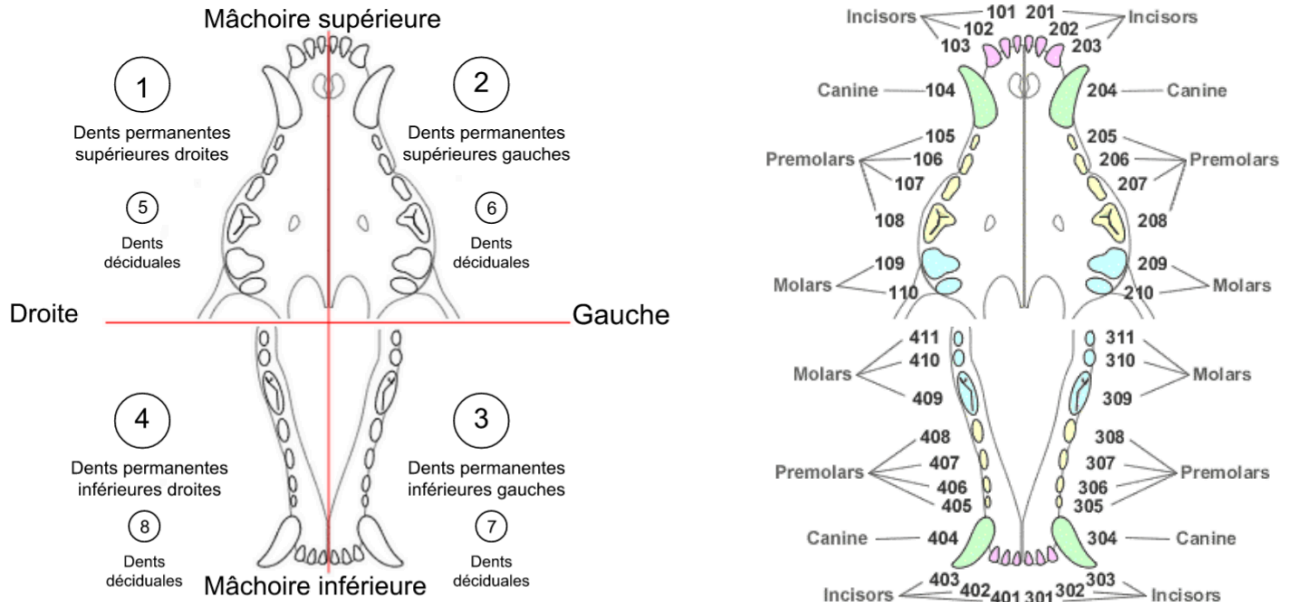 Mâchoire supérieure
1
2
Dents permanentes
supérieures droites
Dents permanentes
supérieures gauches
5
6
Dents
déciduales
Dents
déciduales
Droite
Gauche
4
3
Dents permanentes
inférieures droites
Dents permanentes
inférieures gauches
8
7
Dents
déciduales
Dents
déciduales
Mâchoire inférieure
Incisors 101 201 Incisors
102 202
103 203
Canine 104 204 Canine
105 205
Premolars 106 206 Premolars
107 207
108 208
109 209
Molars Molars
110 210
411 311
410 310
Molars Molars
409 309
408 308
407 307
Premolars Premolars
406 306
405 305
Canine 404 304 Canine
403 303
402 302
Incisors 401 301 Incisors